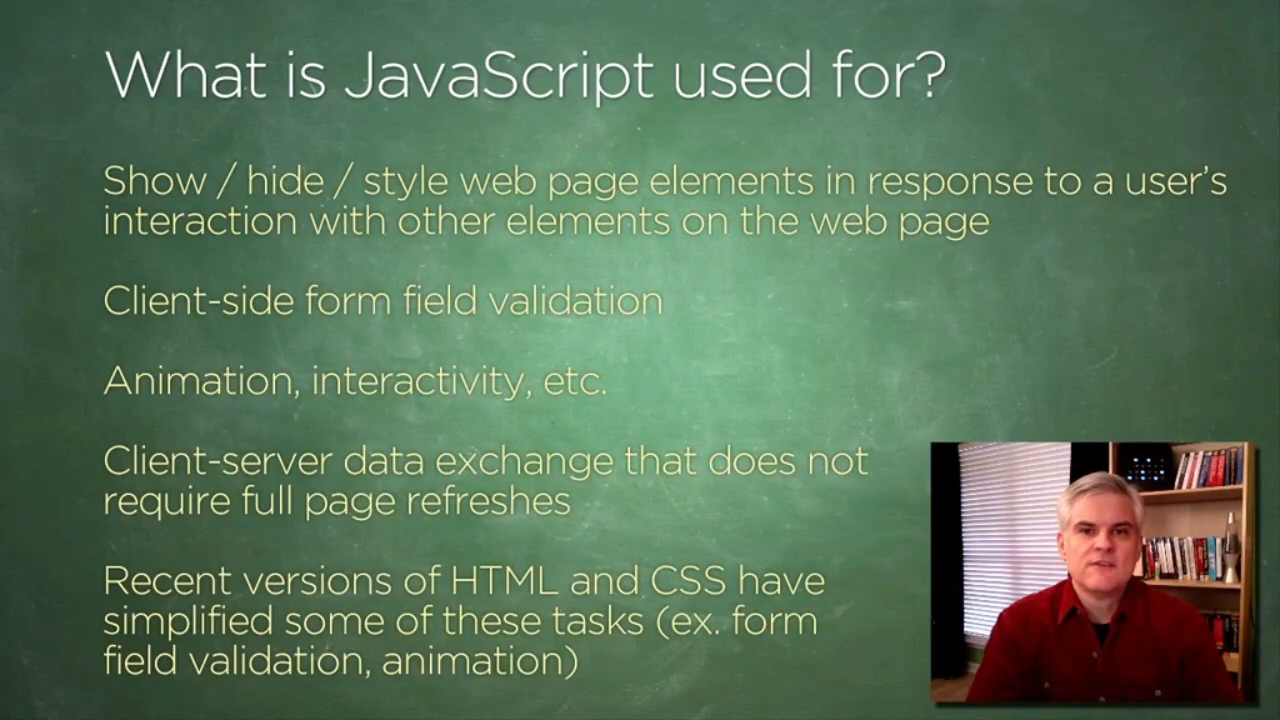 What is JavaScript used for?
Show / hide / style web page elements in response to a user's
interaction with other elements on the web page
Client-side form field validation
Animation, interactivity, etc.
Client-server data exchange that does not
require full page refreshes
Recent versions of HTML and CSS have
simplified some of these tasks (ex. form
field validation, animation)